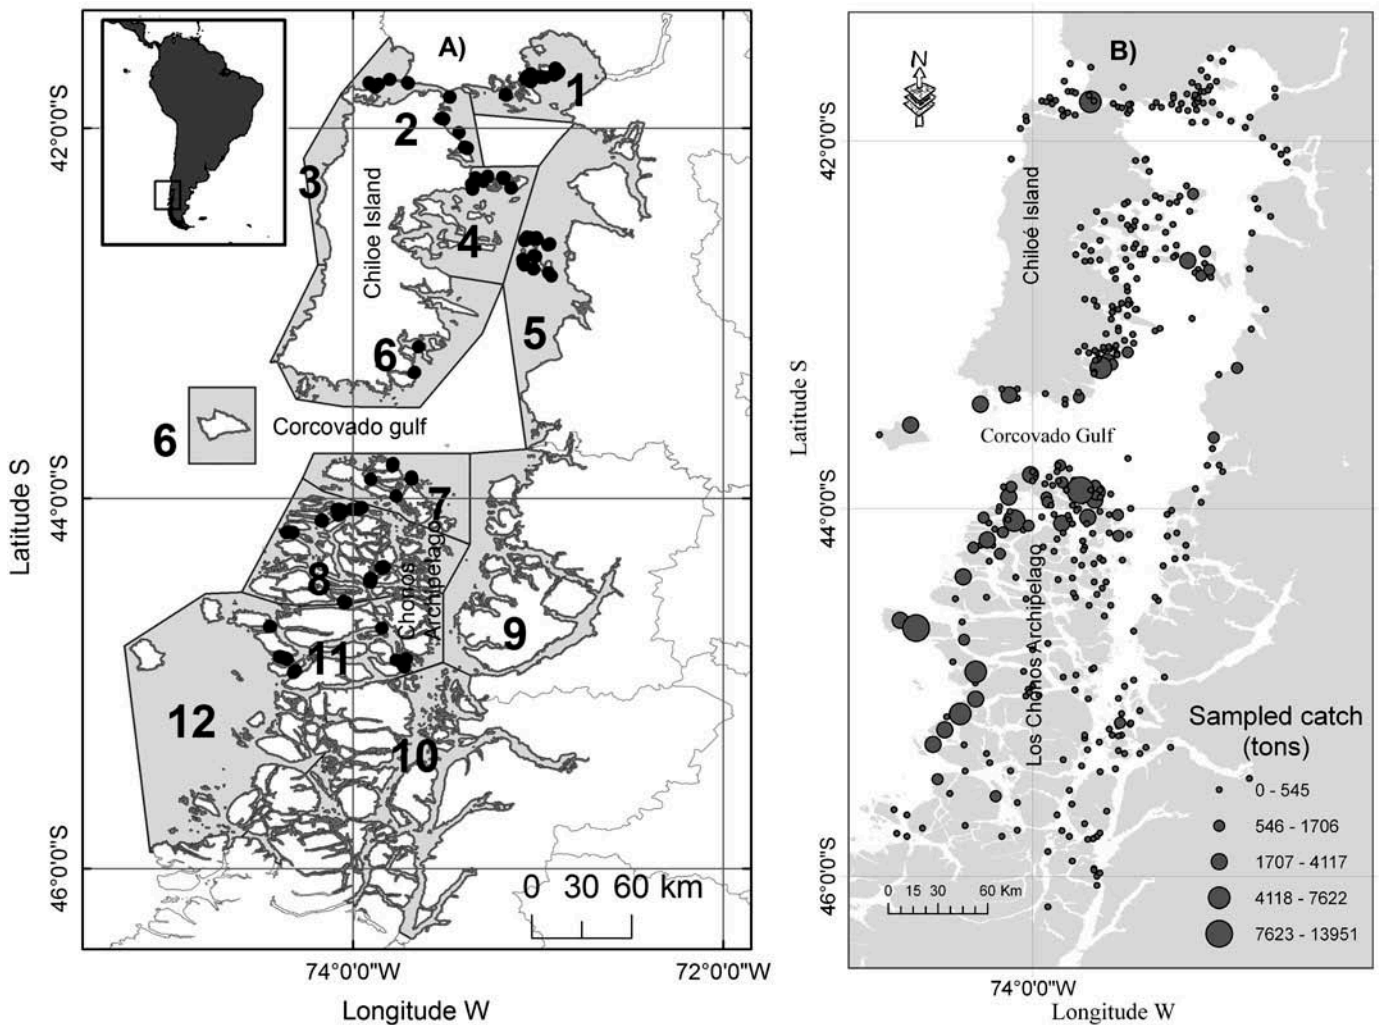 A)
1
2
3
4
5
6
Chiloe Island
6
Corcovado gulf
7
8
Chonos
Archipelago
9
10
11
12
0 30 60 km
42°0'0"S
44°0'0"S
46°0'0"S
Latitude S
74°0'0"W
72°0'0"W
Longitude W
B)
N
Chiloé Island
Corcovado Gulf
Los Chonos Archipelago
Sampled catch
(tons)
0 - 545
546 - 1706
1707 - 4117
4118 - 7622
7623 - 13951
0 15 30 60 Km
42°0'0"S
44°0'0"S
46°0'0"S
Latitude S
74°0'0"W
Longitude W